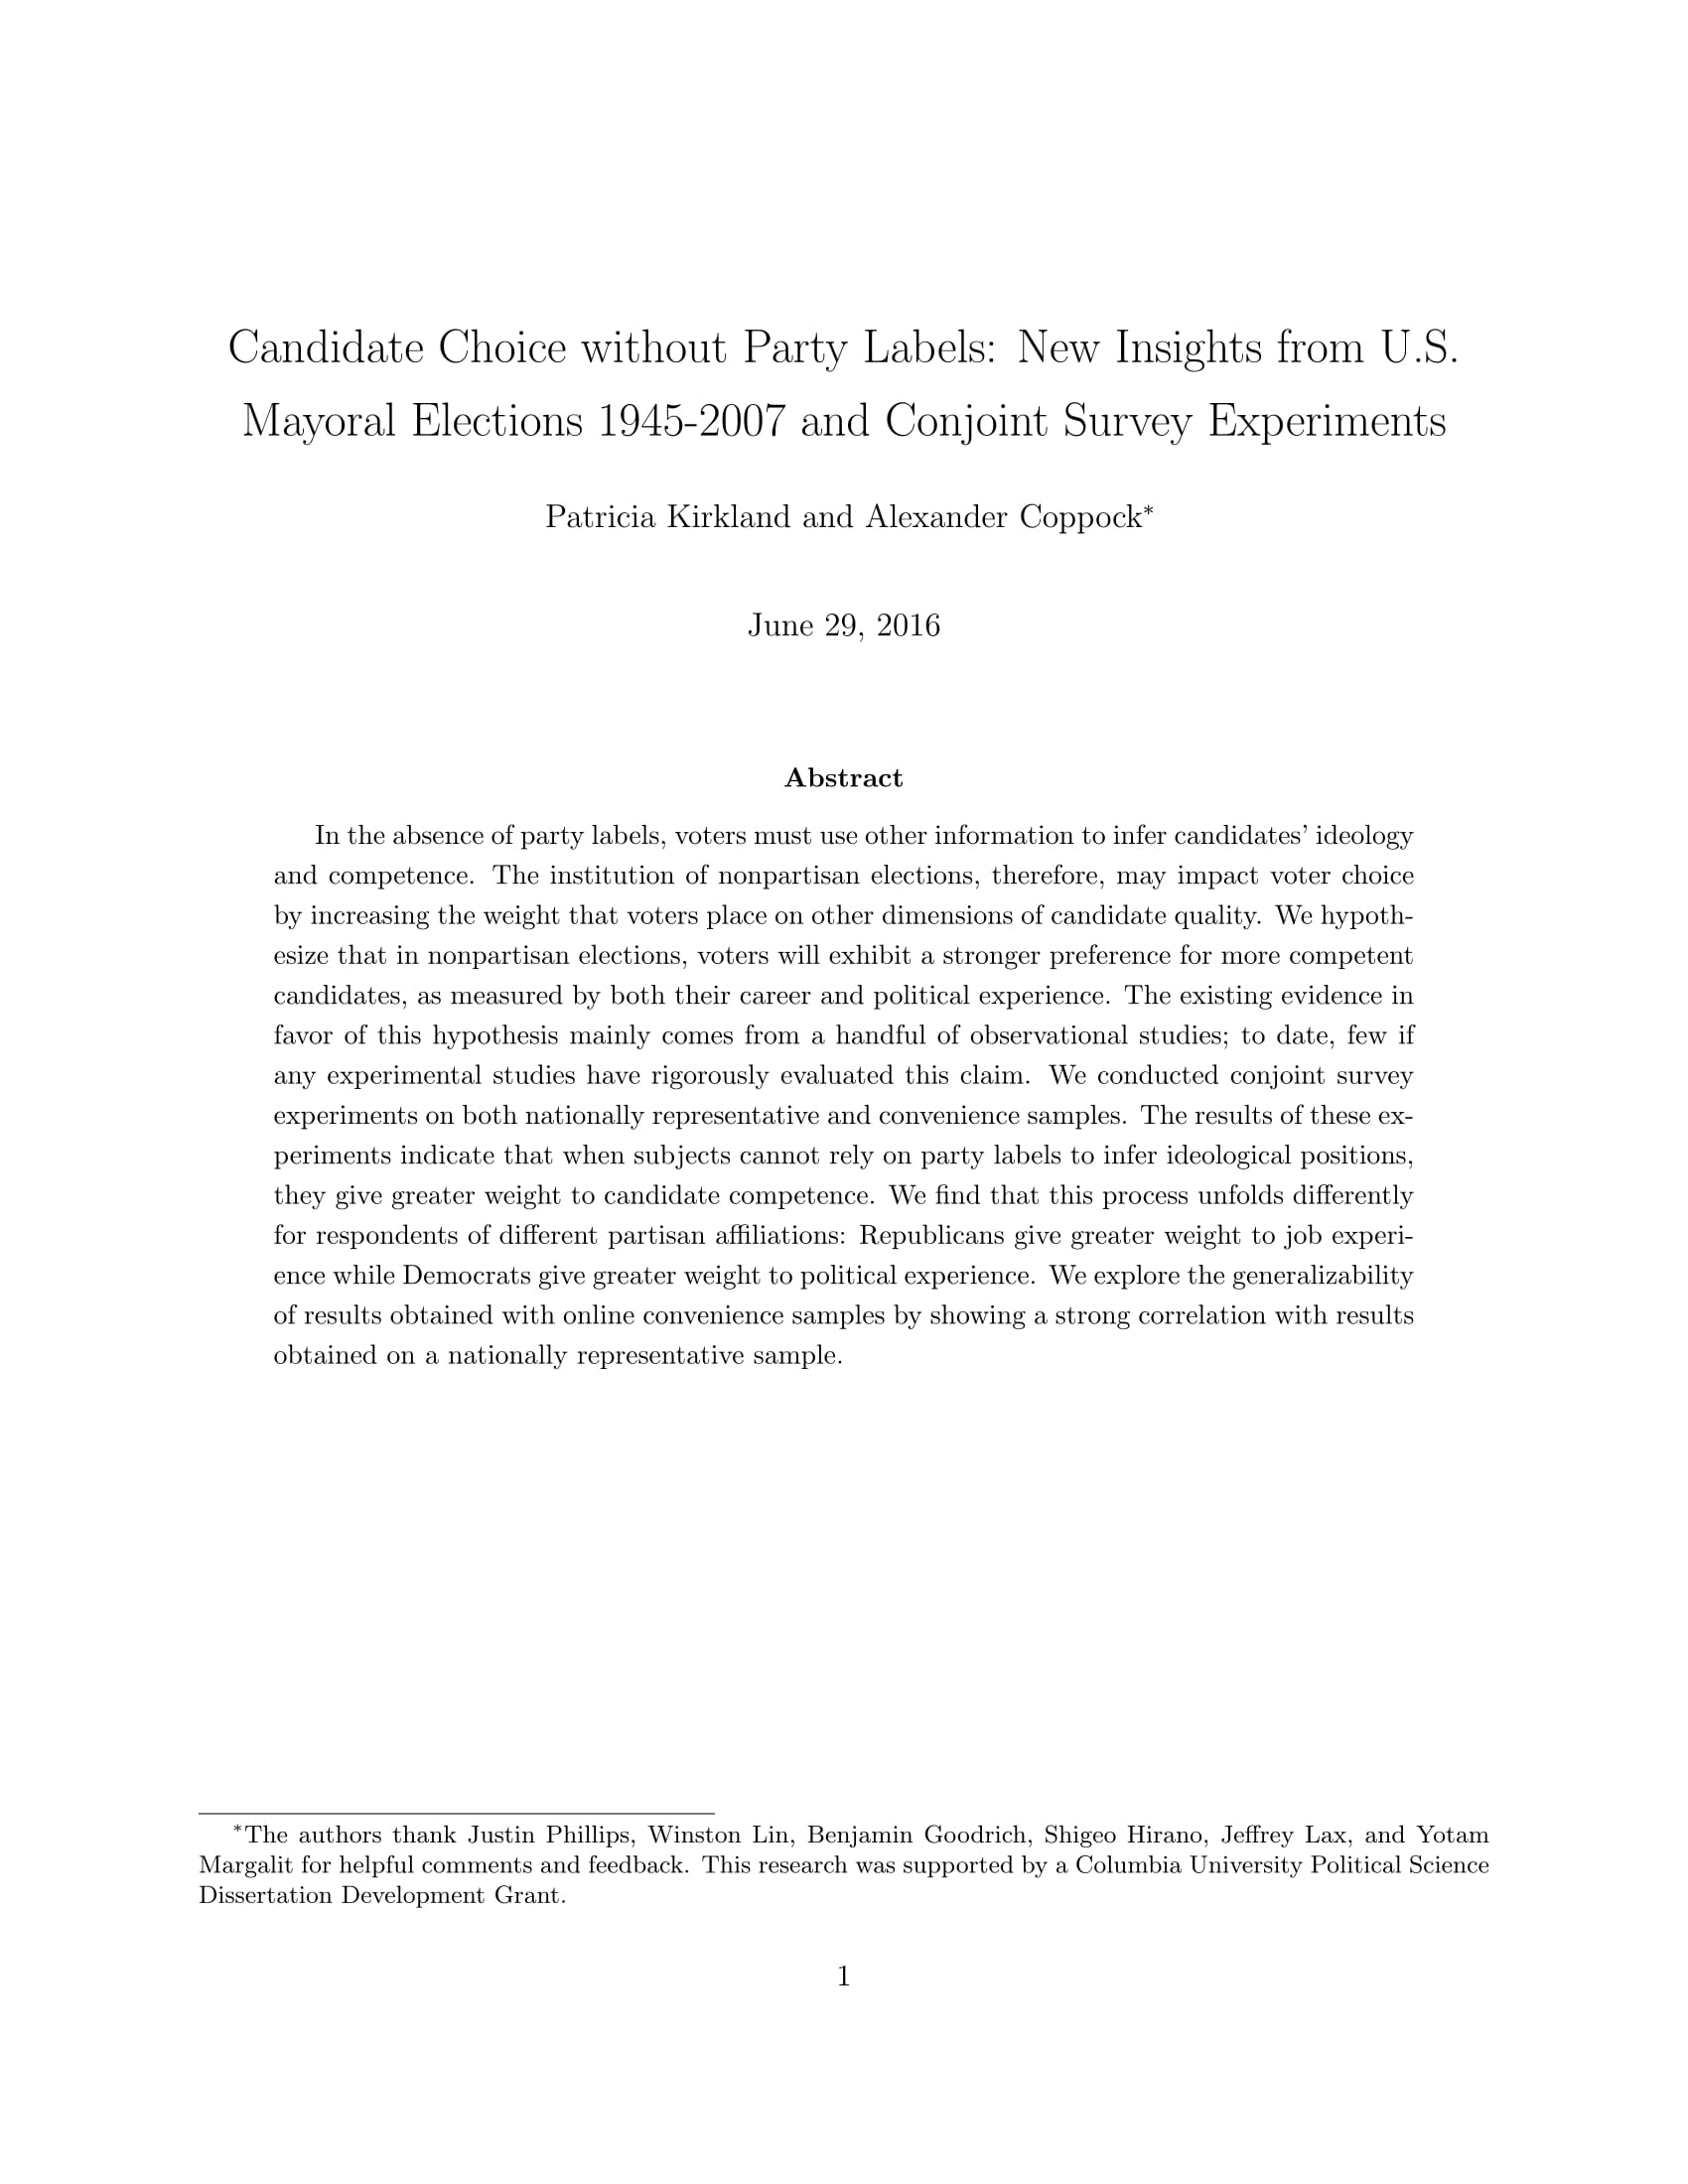 Candidate Choice without Party Labels: New Insights from U.S.
Mayoral Elections 1945-2007 and Conjoint Survey Experiments
Patricia Kirkland and Alexander Coppock*
June 29, 2016
Abstract
In the absence of party labels, voters must use other information to infer candidates' ideology
and competence. The institution of nonpartisan elections, therefore, may impact voter choice
by increasing the weight that voters place on other dimensions of candidate quality. We hypoth-
esize that in nonpartisan elections, voters will exhibit a stronger preference for more competent
candidates, as measured by both their career and political experience. The existing evidence in
favor of this hypothesis mainly comes from a handful of observational studies; to date, few if
any experimental studies have rigorously evaluated this claim. We conducted conjoint survey
experiments on both nationally representative and convenience samples. The results of these ex-
periments indicate that when subjects cannot rely on party labels to infer ideological positions,
they give greater weight to candidate competence. We find that this process unfolds differently
for respondents of different partisan affiliations: Republicans give greater weight to job experi-
ence while Democrats give greater weight to political experience. We explore the generalizability
of results obtained with online convenience samples by showing a strong correlation with results
obtained on a nationally representative sample.
*The authors thank Justin Phillips, Winston Lin, Benjamin Goodrich, Shigeo Hirano, Jeffrey Lax, and Yotam
Margalit for helpful comments and feedback. This research was supported by a Columbia University Political Science
Dissertation Development Grant.
1